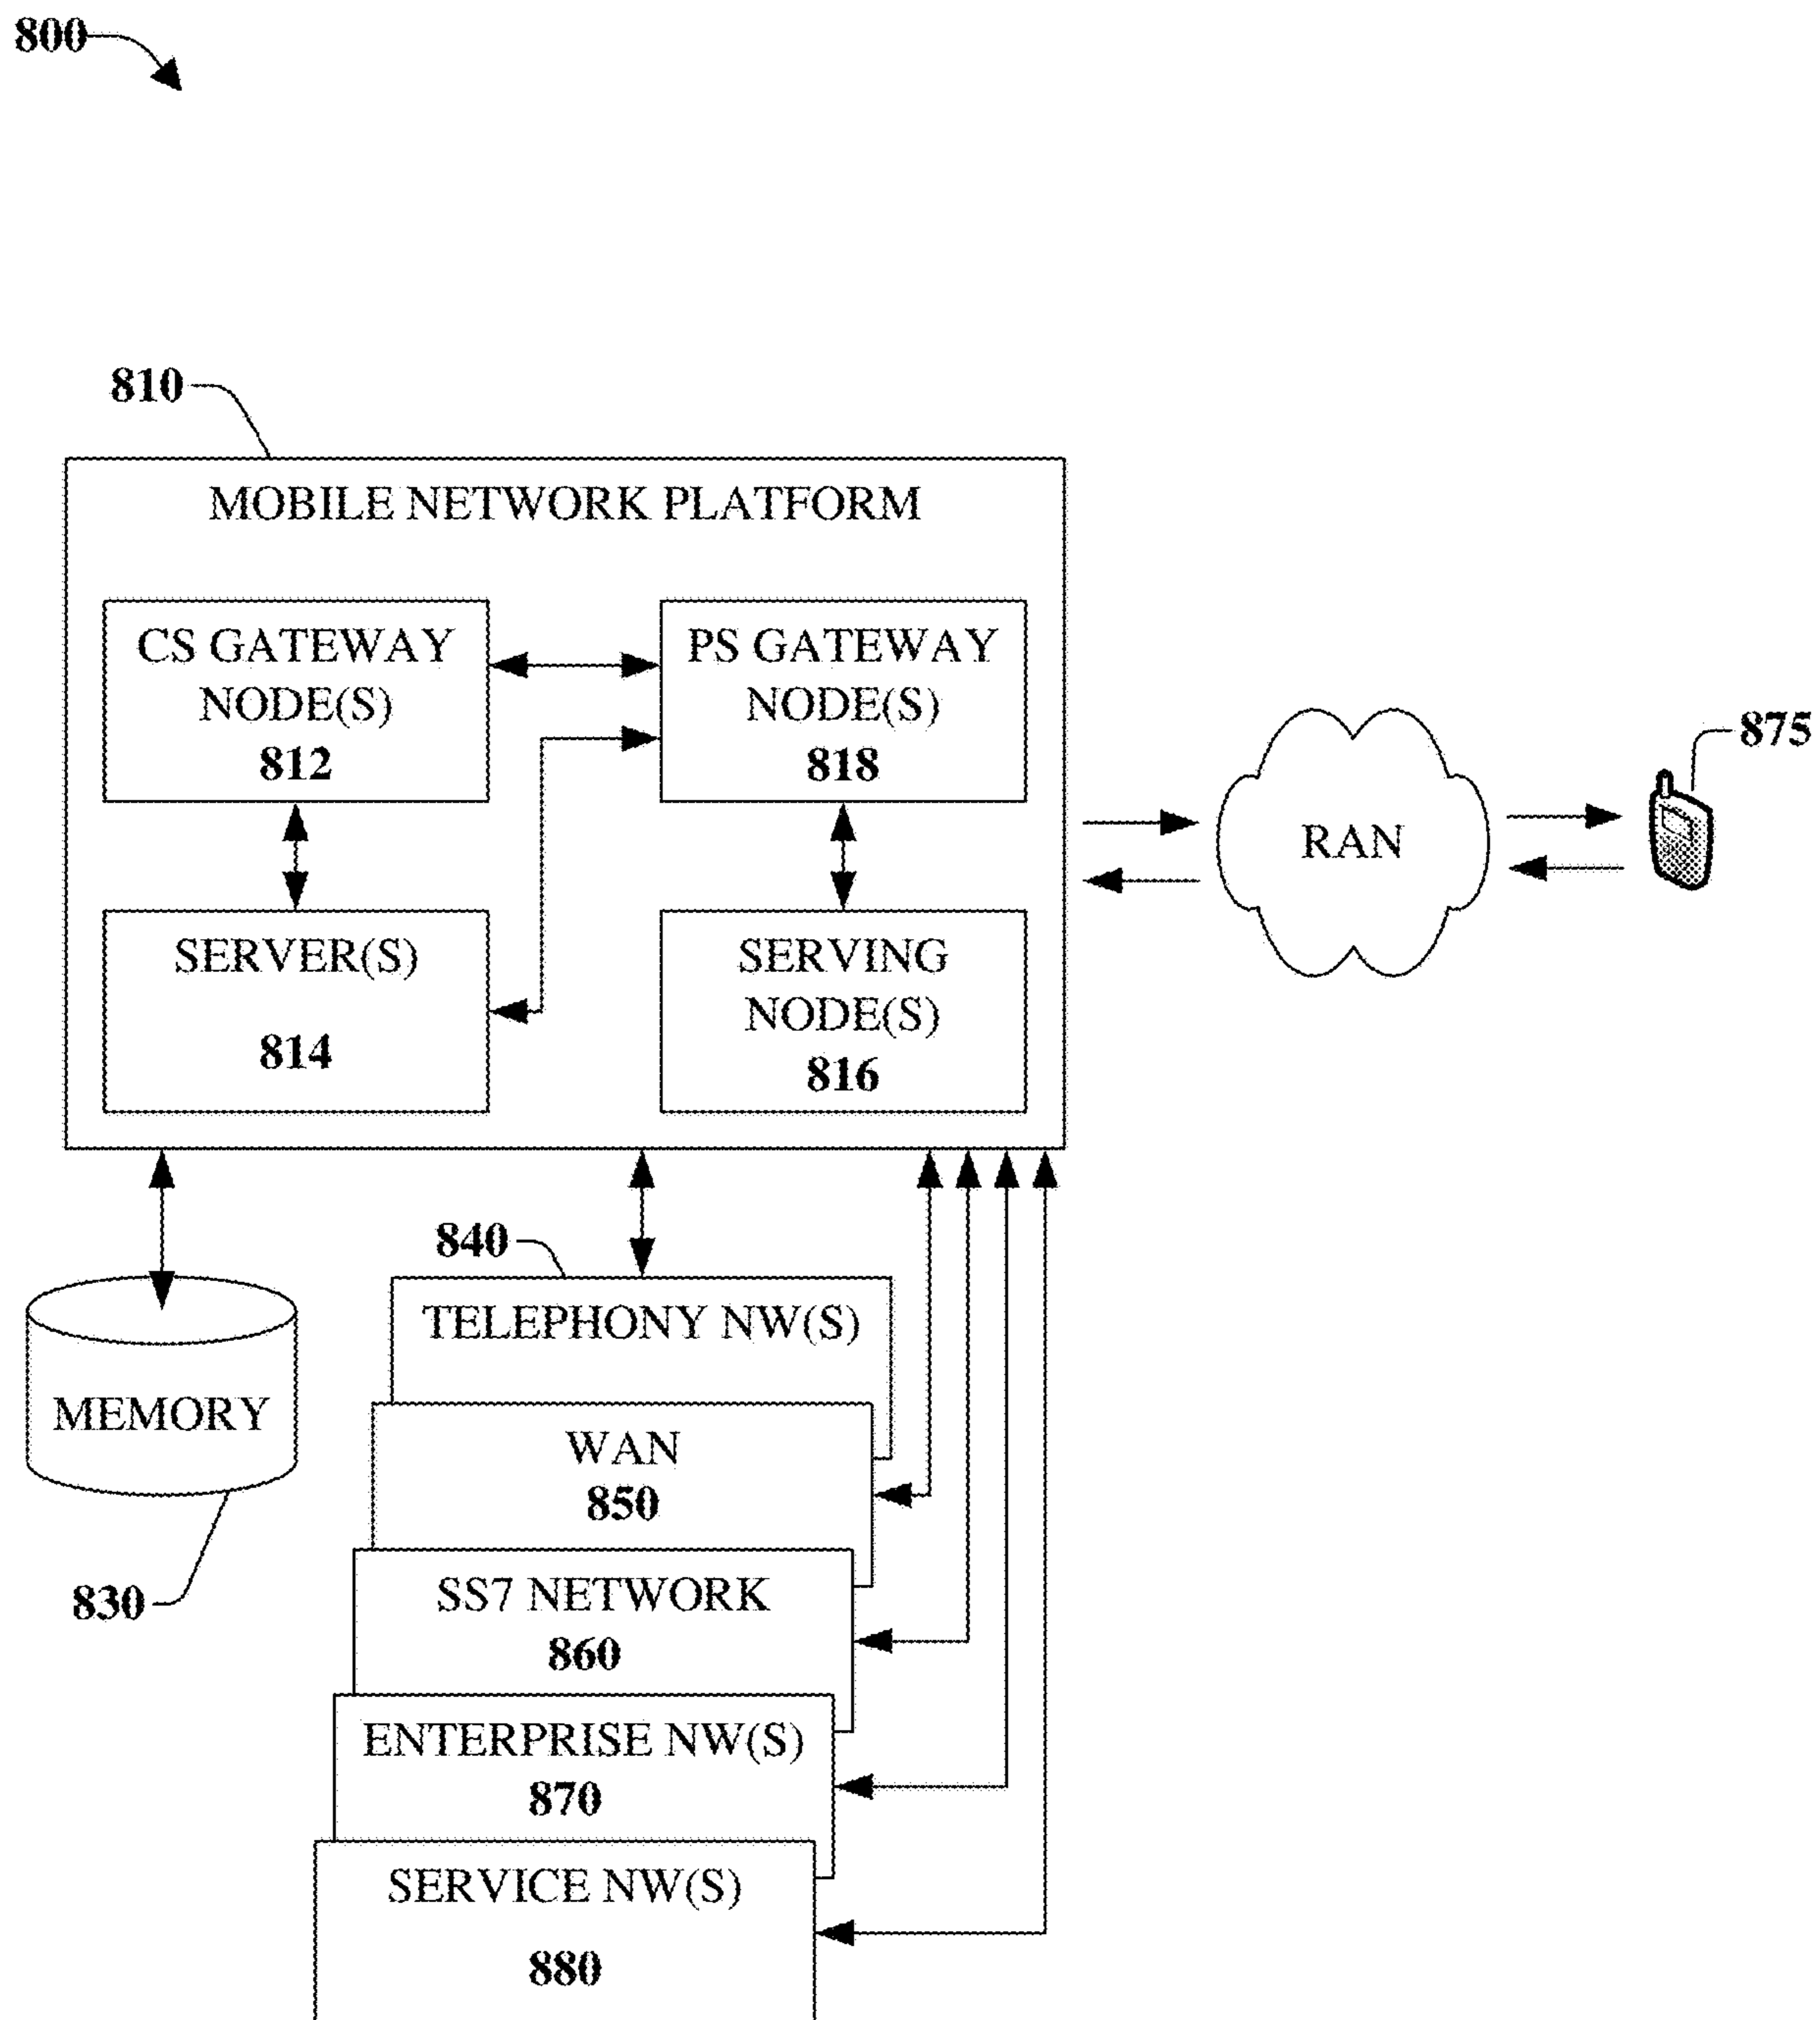 800
810
MOBILE NETWORK PLATFORM
CS GATEWAY
NODE(S)
812
PS GATEWAY
NODE(S)
818
SERVER(S)
814
SERVING
NODE(S)
816
RAN
875
840
TELEPHONY NW(S)
MEMORY
830
WAN
850
SS7 NETWORK
860
ENTERPRISE NW(S)
870
SERVICE NW(S)
880